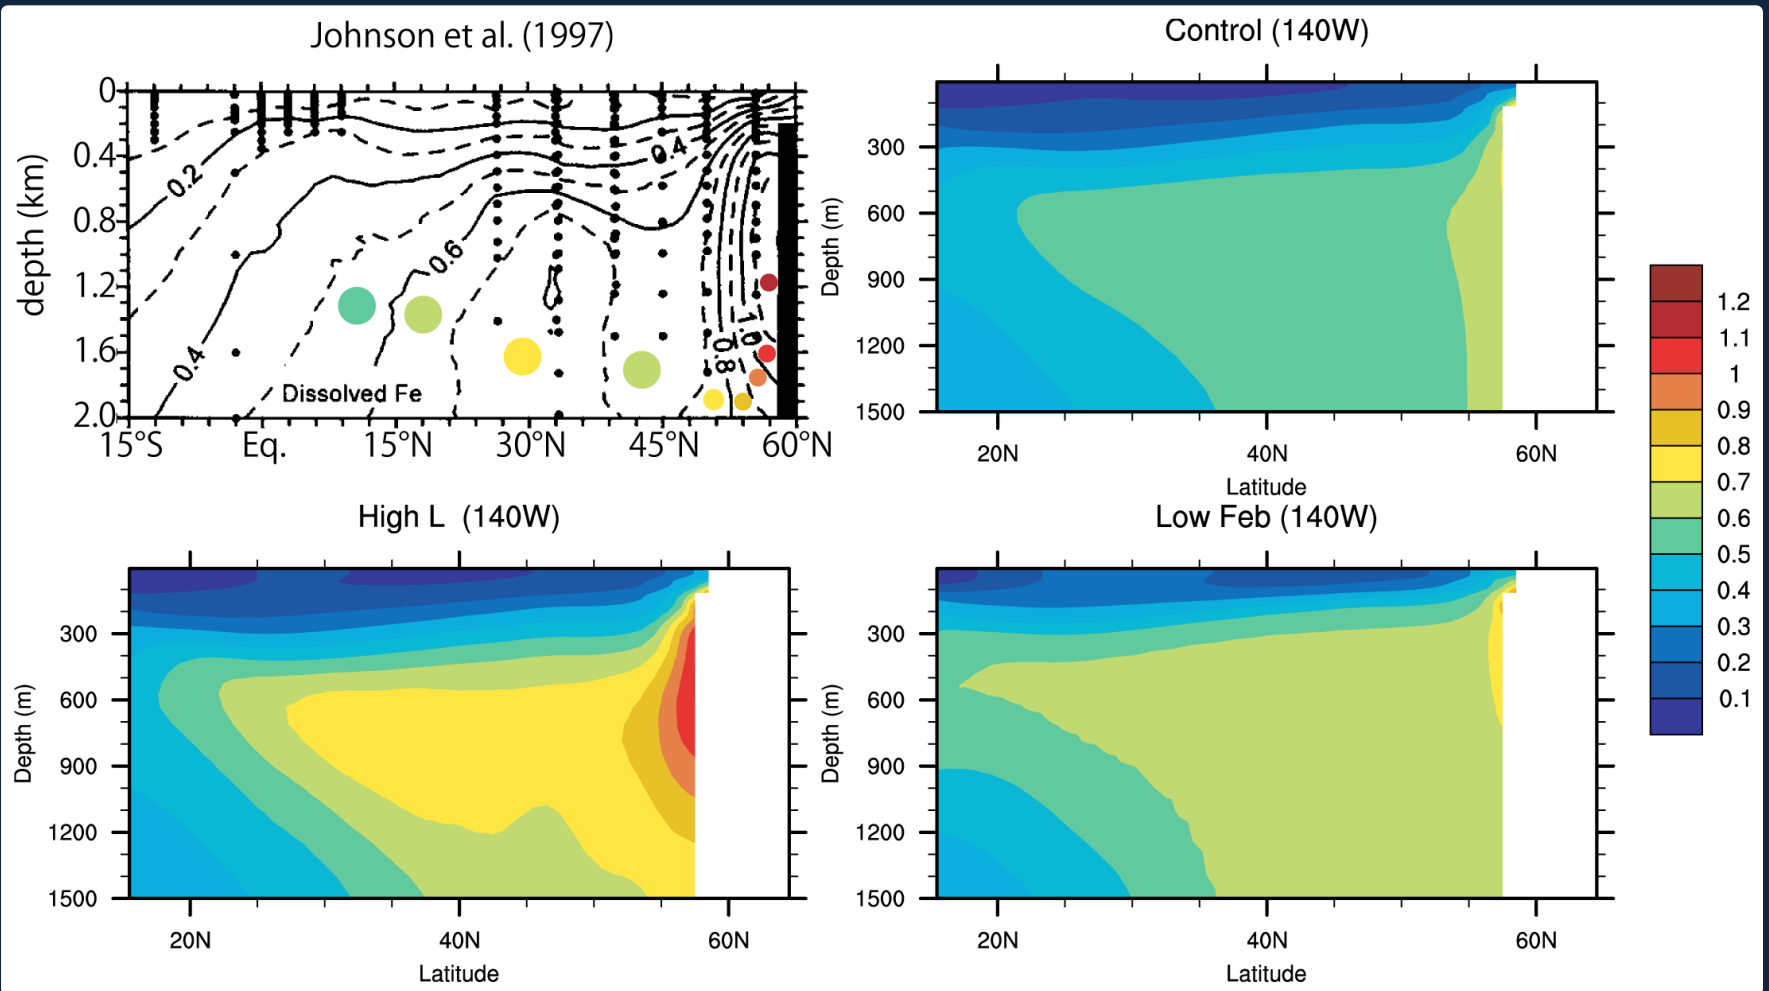 Johnson et al. (1997)
0
0.4
0.8
1.2
1.6
2.0
depth (km)
0.2
0.4
0.4
0.6
0.8
1.0
Dissolved Fe
15°S
Eq.
15°N
30°N
45°N
60°N
Control (140W)
300
600
900
1200
1500
Depth (m)
20N
40N
60N
Latitude
High L (140W)
300
600
900
1200
1500
Depth (m)
20N
40N
60N
Latitude
Low Feb (140W)
300
600
900
1200
1500
Depth (m)
20N
40N
60N
Latitude
1.2
1.1
1
0.9
0.8
0.7
0.6
0.5
0.4
0.3
0.2
0.1